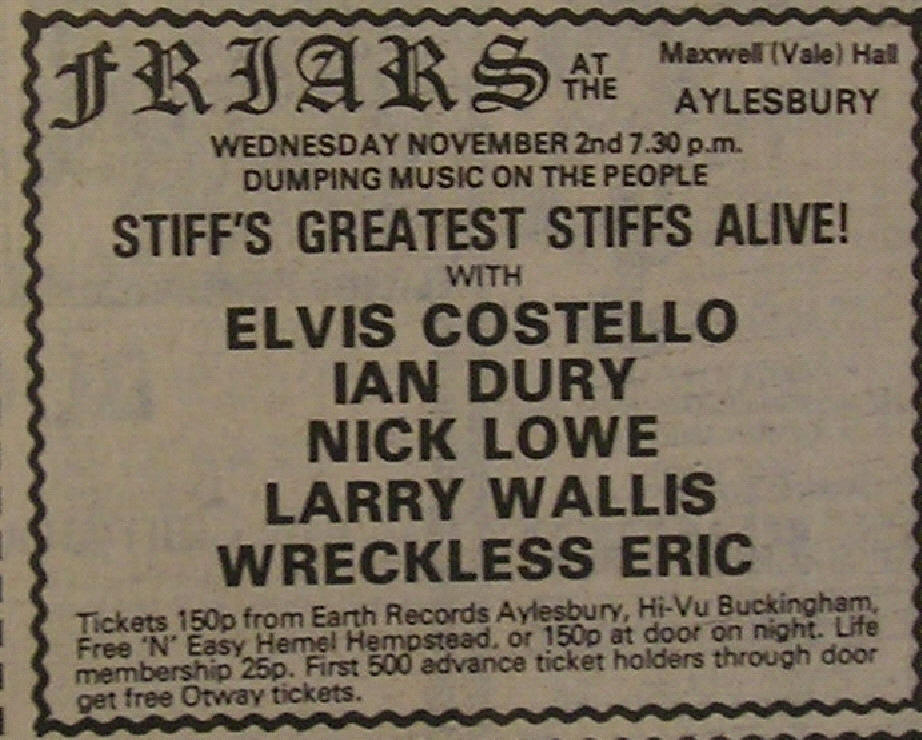 FRIARS AT THE Maxwell (Vale) Hall
AYLESBURY
WEDNESDAY NOVEMBER 2nd 7.30 p.m.
DUMPING MUSIC ON THE PEOPLE
STIFF'S GREATEST STIFFS ALIVE!
WITH
ELVIS COSTELLO
IAN DURY
NICK LOWE
LARRY WALLIS
WRECKLESS ERIC
Tickets 150p from Earth Records Aylesbury, Hi-Vu Buckingham,
Free 'N' Easy Hemel Hempstead, or 150p at door on night. Life
membership 25p. First 500 advance ticket holders through door
get free Otway tickets.